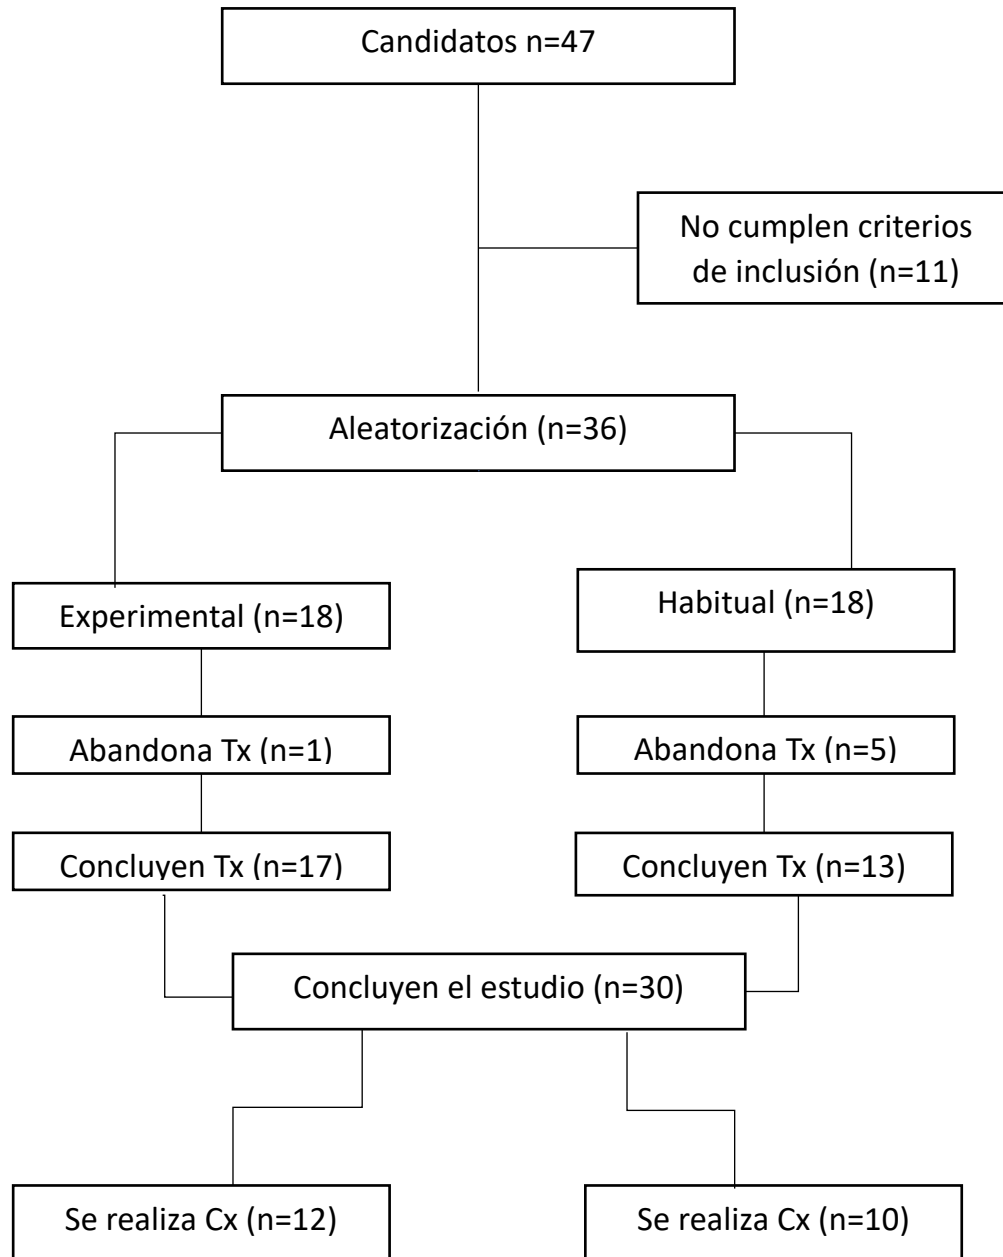 Candidatos n=47
No cumplen criterios
de inclusión (n=11)
Aleatorización (n=36)
Experimental (n=18)
Habitual (n=18)
Abandona Tx (n=1)
Abandona Tx (n=5)
Concluyen Tx (n=17)
Concluyen Tx (n=13)
Concluyen el estudio (n=30)
Se realiza Cx (n=12)
Se realiza Cx (n=10)